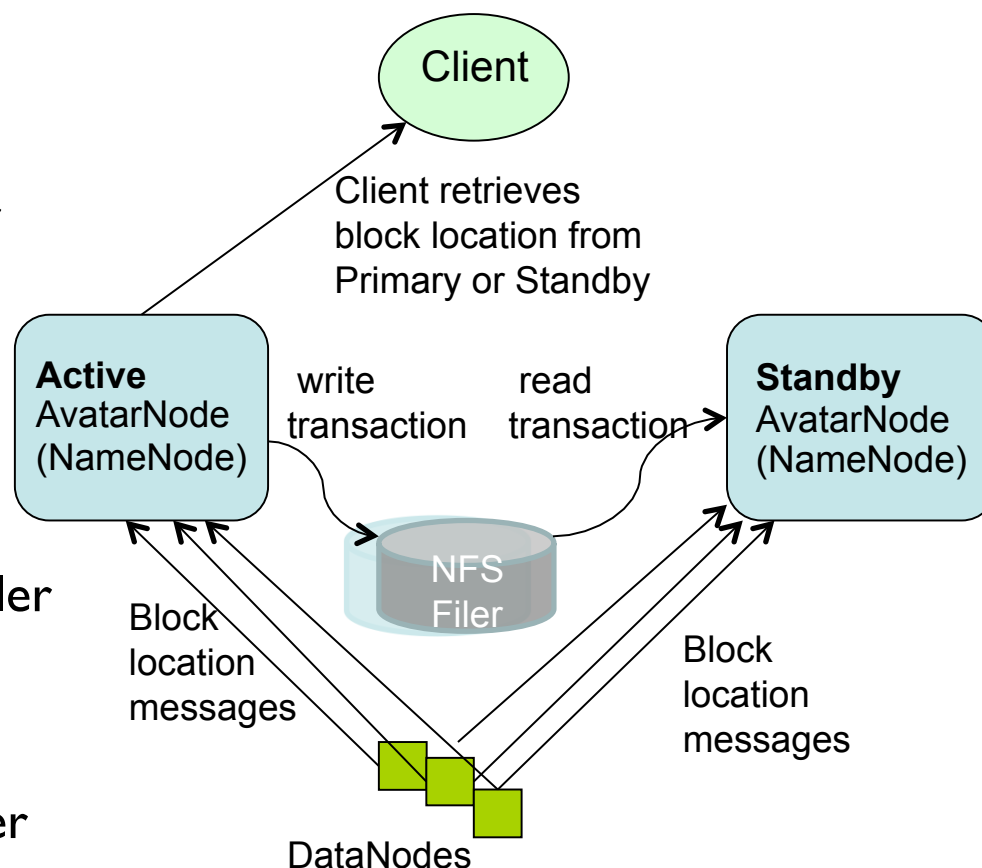 Client
Client retrieves
block location from
Primary or Standby
Active
AvatarNode
(NameNode)
write
transaction
read
transaction
Standby
AvatarNode
(NameNode)
NFS
Filer
Block
location
messages
Block
location
messages
DataNodes